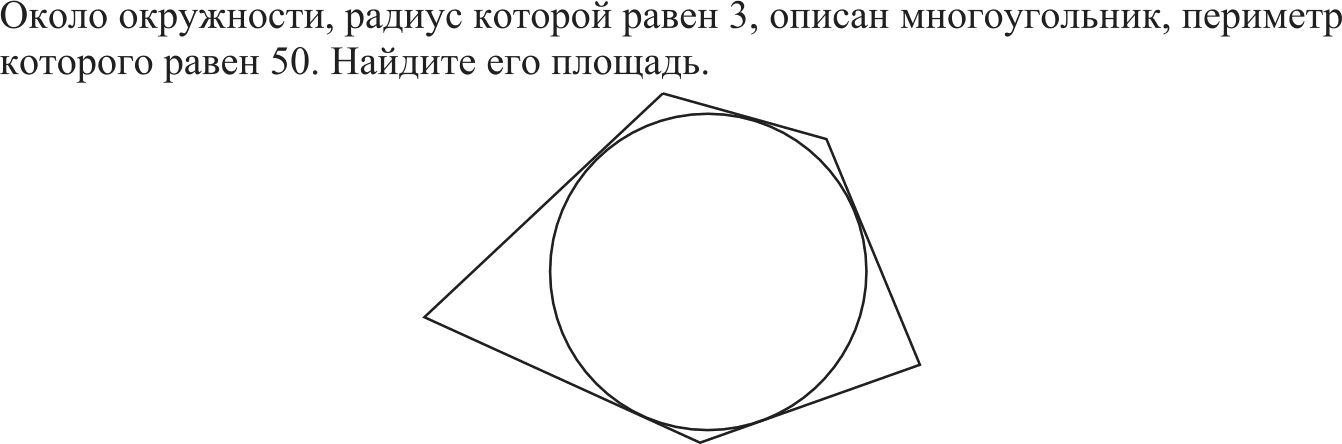 Около окружности, радиус которой равен 3, описан многоугольник, периметр
которого равен 50. Найдите его площадь.